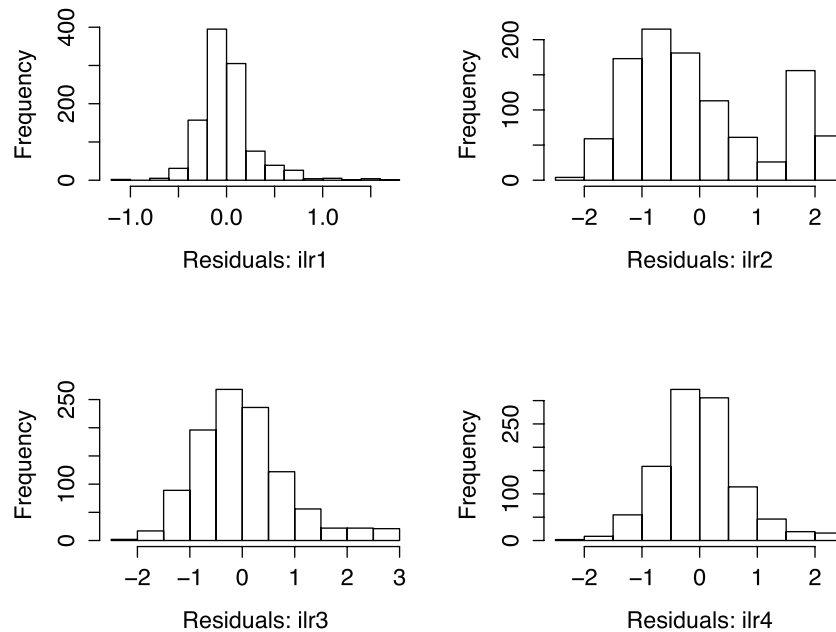 Frequency
0 200 400
−1.0 0.0 1.0
Residuals: ilr1
Frequency
0 100 200
−2 −1 0 1 2
Residuals: ilr2
Frequency
0 100 250
−2 −1 0 1 2 3
Residuals: ilr3
Frequency
0 100 250
−2 −1 0 1 2
Residuals: ilr4